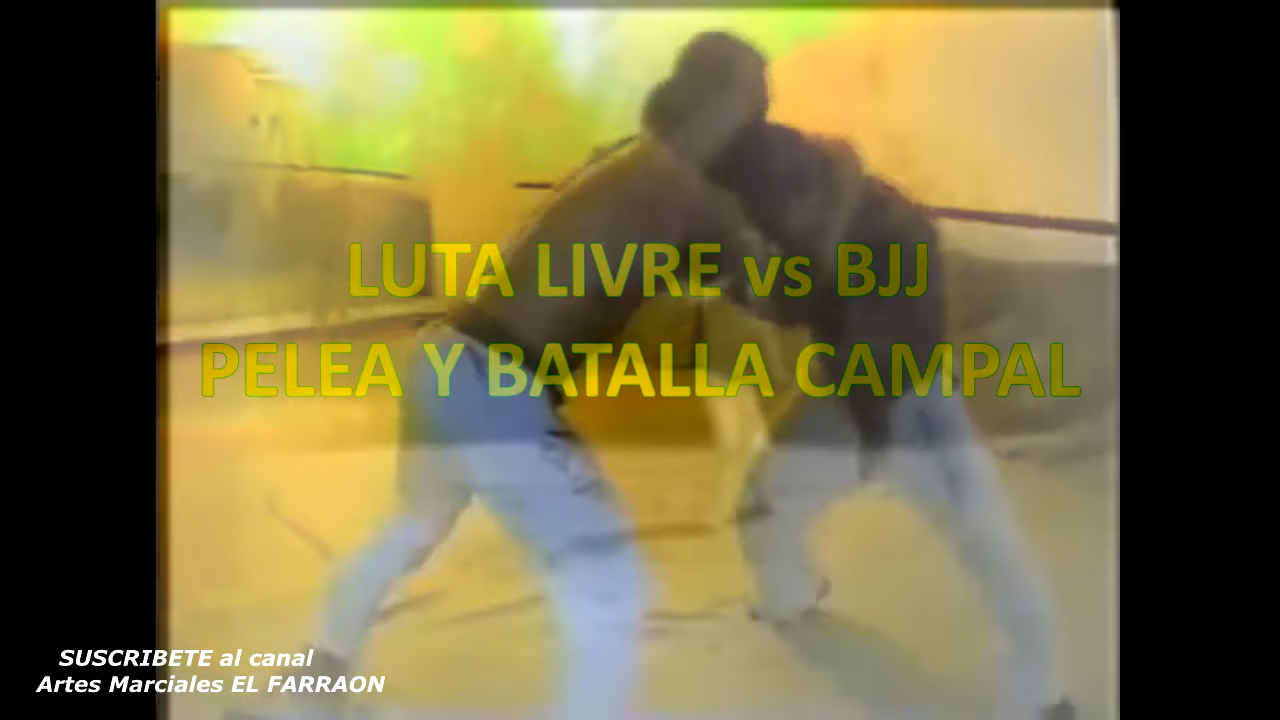 LUTA LIVRE vs BJJ
PELEA Y BATALLA CAMPAL
SUSCRIBETE al canal
Artes Marciales EL FARRAON